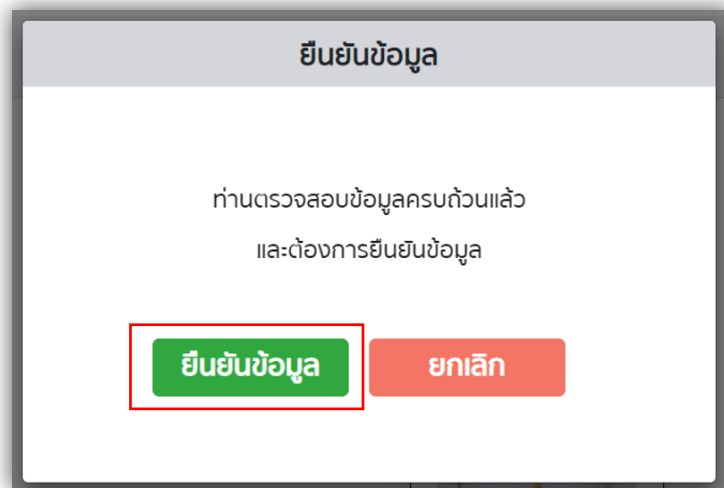 ยืนยันข้อมูล
ท่านตรวจสอบข้อมูลครบถ้วนแล้ว
และต้องการยืนยันข้อมูล
ยืนยันข้อมูล
ยกเลิก